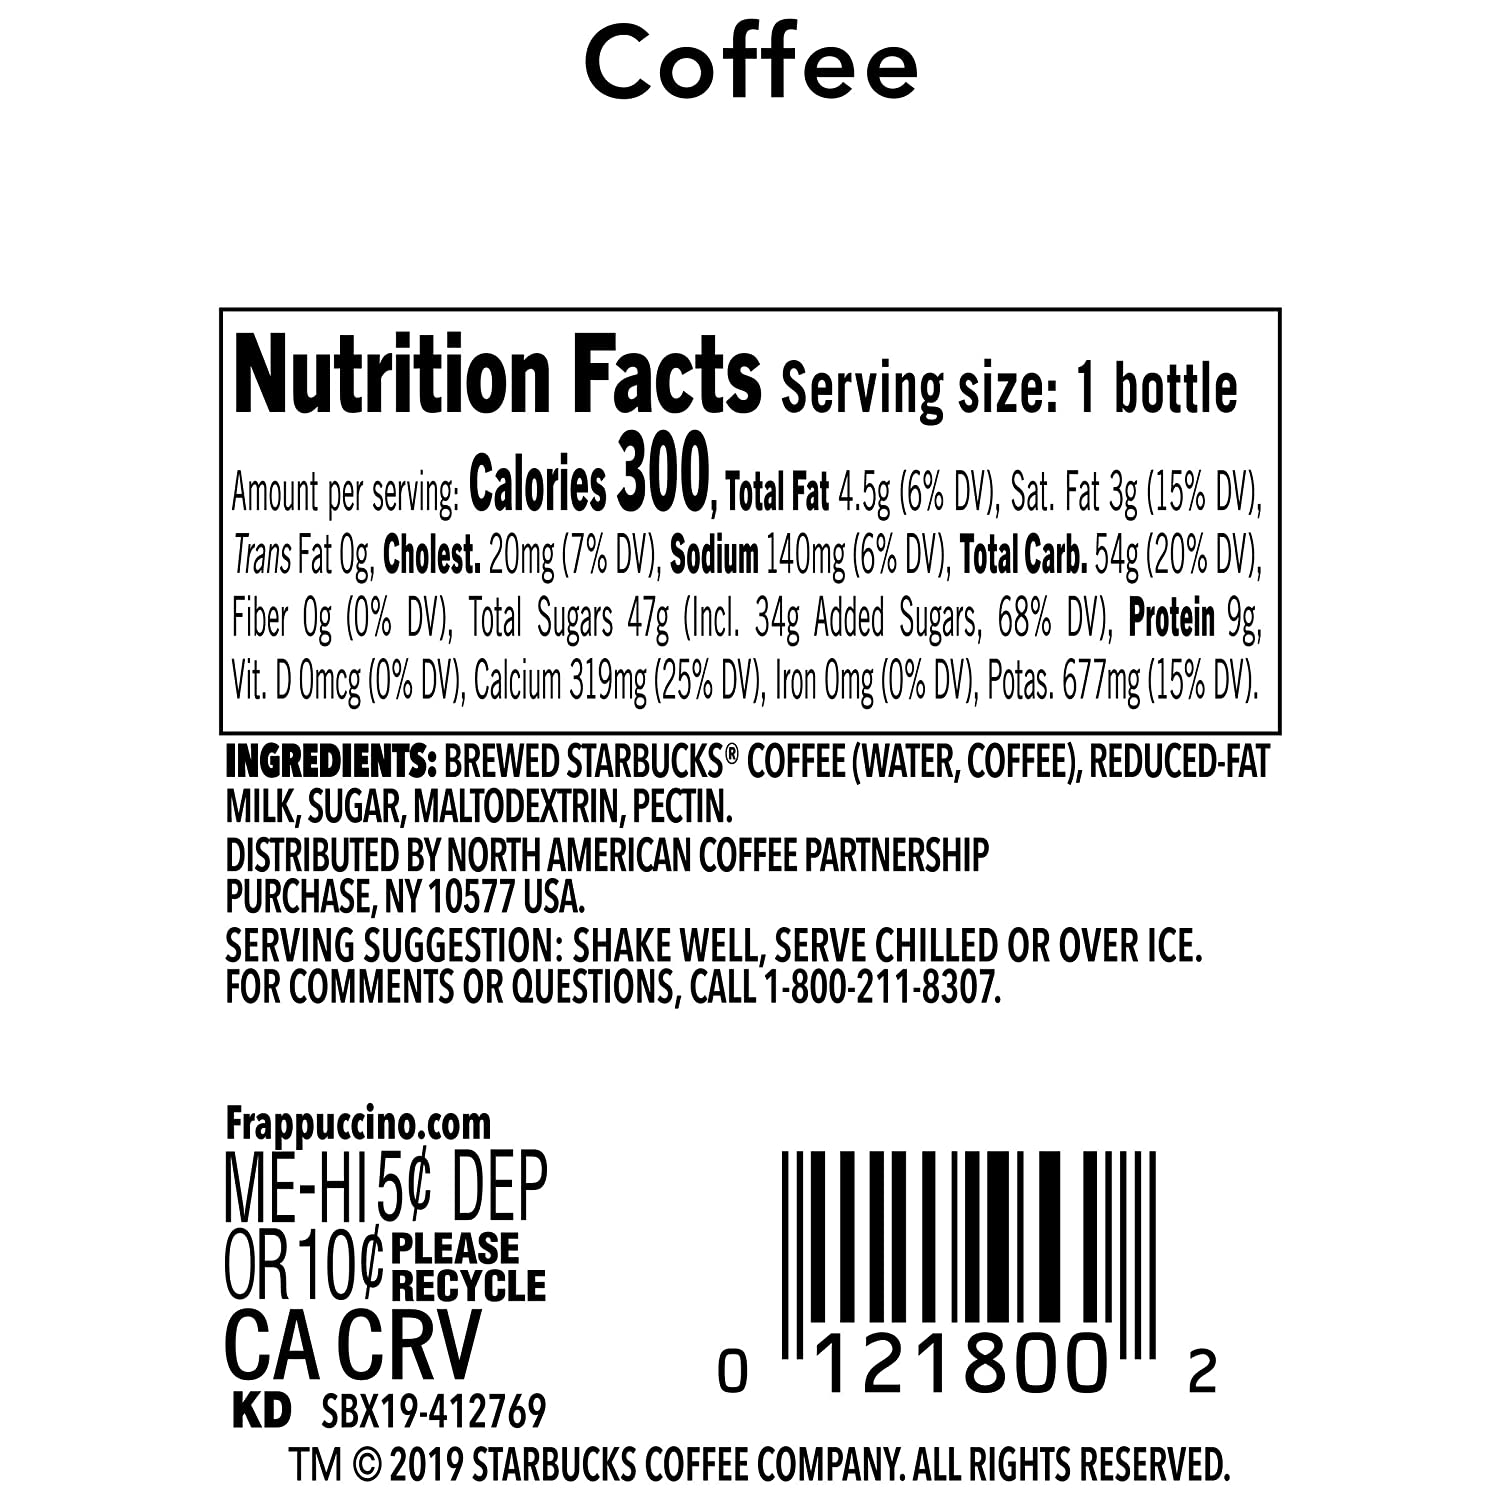 Coffee
Nutrition Facts Serving size: 1 bottle
Amount per serving: Calories 300, Total Fat 4.5g (6% DV), Sat. Fat 3g (15% DV),
Trans Fat 0g, Cholest. 20mg (7% DV), Sodium 140mg (6% DV), Total Carb. 54g (20% DV),
Fiber 0g (0% DV), Total Sugars 47g (Incl. 34g Added Sugars, 68% DV), Protein 9g,
Vit. D 0mcg (0% DV), Calcium 319mg (25% DV), Iron 0mg (0% DV), Potas. 677mg (15% DV).
INGREDIENTS: BREWED STARBUCKS® COFFEE (WATER, COFFEE), REDUCED-FAT
MILK, SUGAR, MALTODEXTRIN, PECTIN.
DISTRIBUTED BY NORTH AMERICAN COFFEE PARTNERSHIP
PURCHASE, NY 10577 USA.
SERVING SUGGESTION: SHAKE WELL, SERVE CHILLED OR OVER ICE.
FOR COMMENTS OR QUESTIONS, CALL 1-800-211-8307.
Frappuccino.com
ME-HI 5¢ DEP
OR 10¢ PLEASE
RECYCLE
CA CRV
KD SBX19-412769
0 121800 2
TM © 2019 STARBUCKS COFFEE COMPANY. ALL RIGHTS RESERVED.